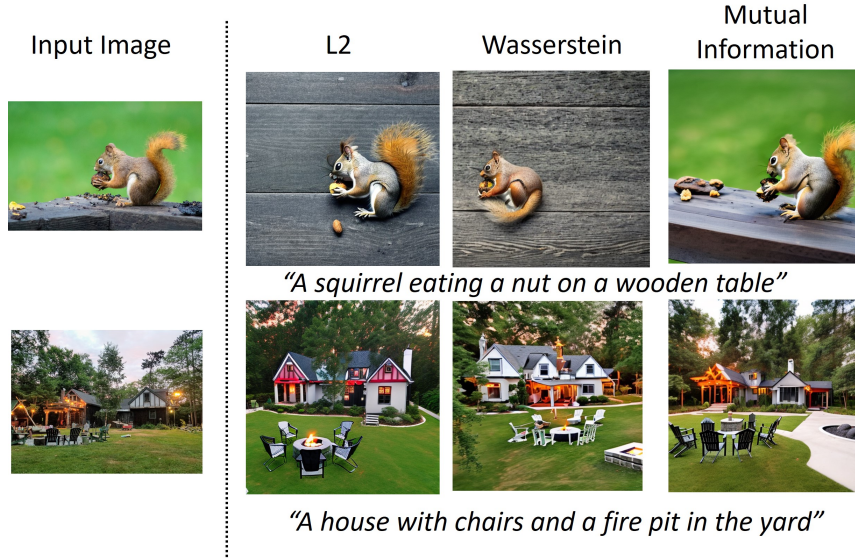 Input Image
L2
Wasserstein
Mutual
Information
“A squirrel eating a nut on a wooden table”
“A house with chairs and a fire pit in the yard”